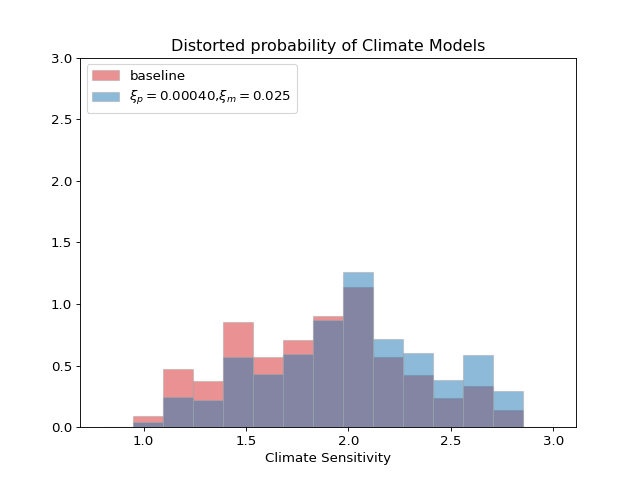 Distorted probability of Climate Models
3.0
2.5
2.0
1.5
1.0
0.5
0.0
baseline
ξp = 0.00040,ξm = 0.025
1.0 1.5 2.0 2.5 3.0
Climate Sensitivity